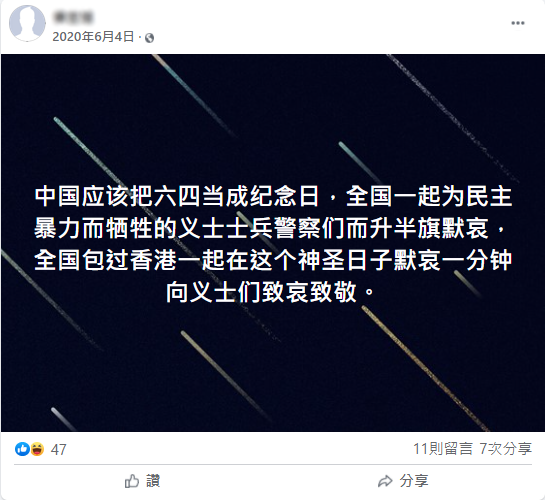 2020年6月4日 ·
中国应该把六四当成纪念日，全国一起为民主
暴力而牺牲的义士士兵警察们而升半旗默哀，
全国包过香港一起在这个神圣日子默哀一分钟
向义士们致哀致敬。
47
11則留言 7次分享
讚
分享